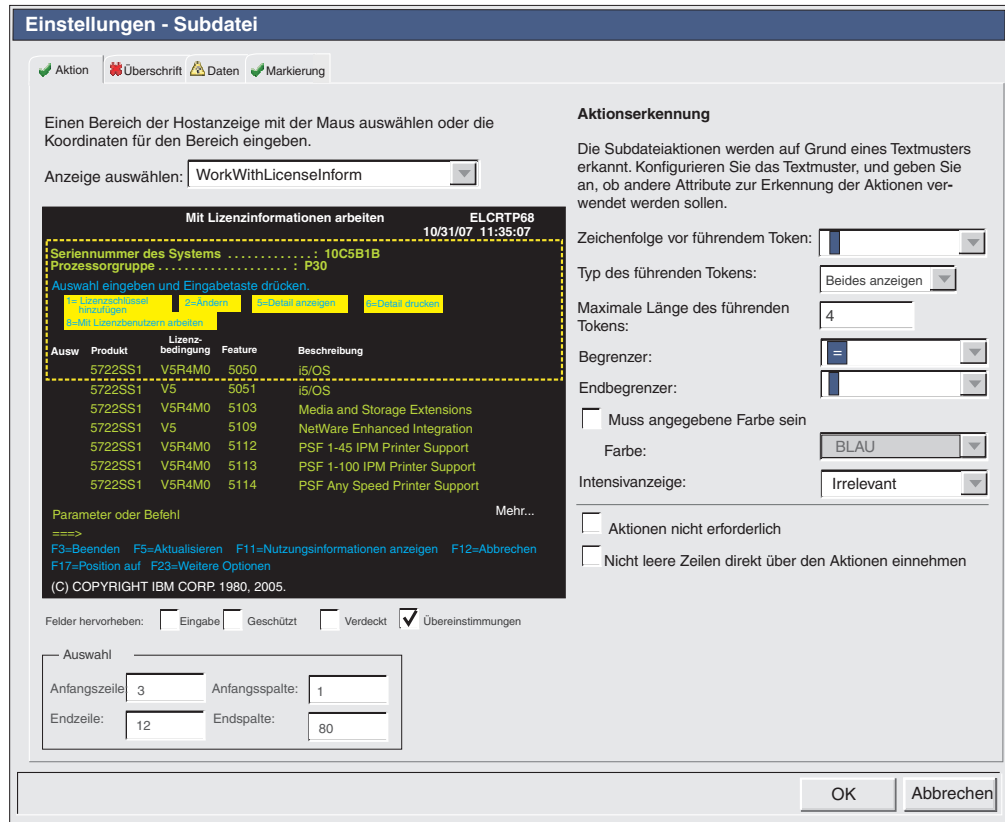 Einstellungen - Subdatei
Aktion Überschrift Daten Markierung
Einen Bereich der Hostanzeige mit der Maus auswählen oder die
Koordinaten für den Bereich eingeben.
Anzeige auswählen: WorkWithLicenseInform
Mit Lizenzinformationen arbeiten ELCRTP68
10/31/07 11:35:07
Seriennummer des Systems . . . . . . . . . . . . . : 10C5B1B
Prozessorgruppe . . . . . . . . . . . . . . . . . . . . : P30
Auswahl eingeben und Eingabetaste drücken.
1= Lizenzschlüssel
hinzufügen
2=Ändern 5=Detail anzeigen 6=Detail drucken
8=Mit Lizenzbenutzern arbeiten
Lizenz-
Ausw Produkt bedingung Feature Beschreibung
5722SS1 V5R4M0 5050 i5/OS
5722SS1 V5 5051 i5/OS
5722SS1 V5R4M0 5103 Media and Storage Extensions
5722SS1 V5 5109 NetWare Enhanced Integration
5722SS1 V5R4M0 5112 PSF 1-45 IPM Printer Support
5722SS1 V5R4M0 5113 PSF 1-100 IPM Printer Support
5722SS1 V5R4M0 5114 PSF Any Speed Printer Support
Mehr...
Parameter oder Befehl
===>
F3=Beenden F5=Aktualisieren F11=Nutzungsinformationen anzeigen F12=Abbrechen
F17=Position auf F23=Weitere Optionen
(C) COPYRIGHT IBM CORP. 1980, 2005.
Felder hervorheben: Eingabe Geschützt Verdeckt Übereinstimmungen
Auswahl
Anfangszeile: 3 Anfangsspalte: 1
Endzeile: 12 Endspalte: 80
Aktionserkennung
Die Subdateiaktionen werden auf Grund eines Textmusters
erkannt. Konfigurieren Sie das Textmuster, und geben Sie
an, ob andere Attribute zur Erkennung der Aktionen ver-
wendet werden sollen.
Zeichenfolge vor führendem Token:
Typ des führenden Tokens: Beides anzeigen
Maximale Länge des führenden
Tokens: 4
Begrenzer: =
Endbegrenzer:
Muss angegebene Farbe sein
Farbe: BLAU
Intensivanzeige: Irrelevant
Aktionen nicht erforderlich
Nicht leere Zeilen direkt über den Aktionen einnehmen
OK Abbrechen